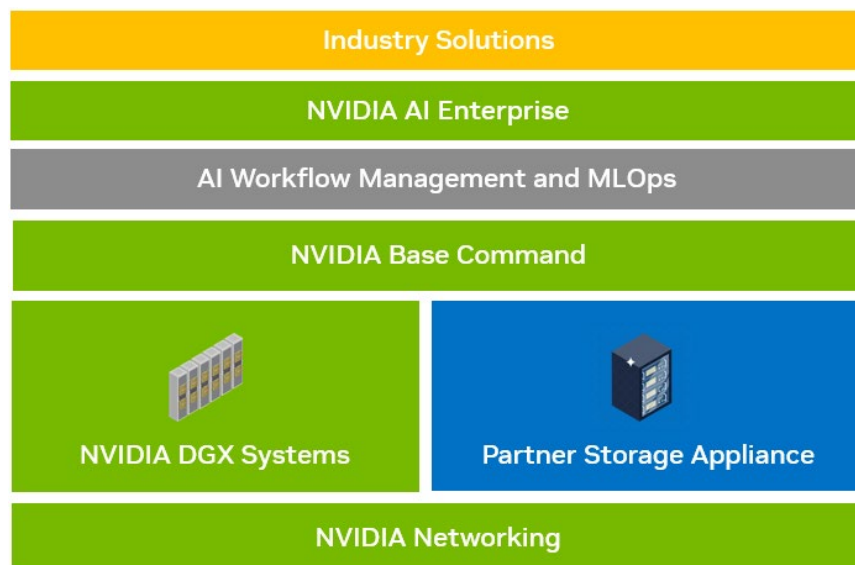 Industry Solutions
NVIDIA AI Enterprise
AI Workflow Management and MLOps
NVIDIA Base Command
NVIDIA DGX Systems
Partner Storage Appliance
NVIDIA Networking